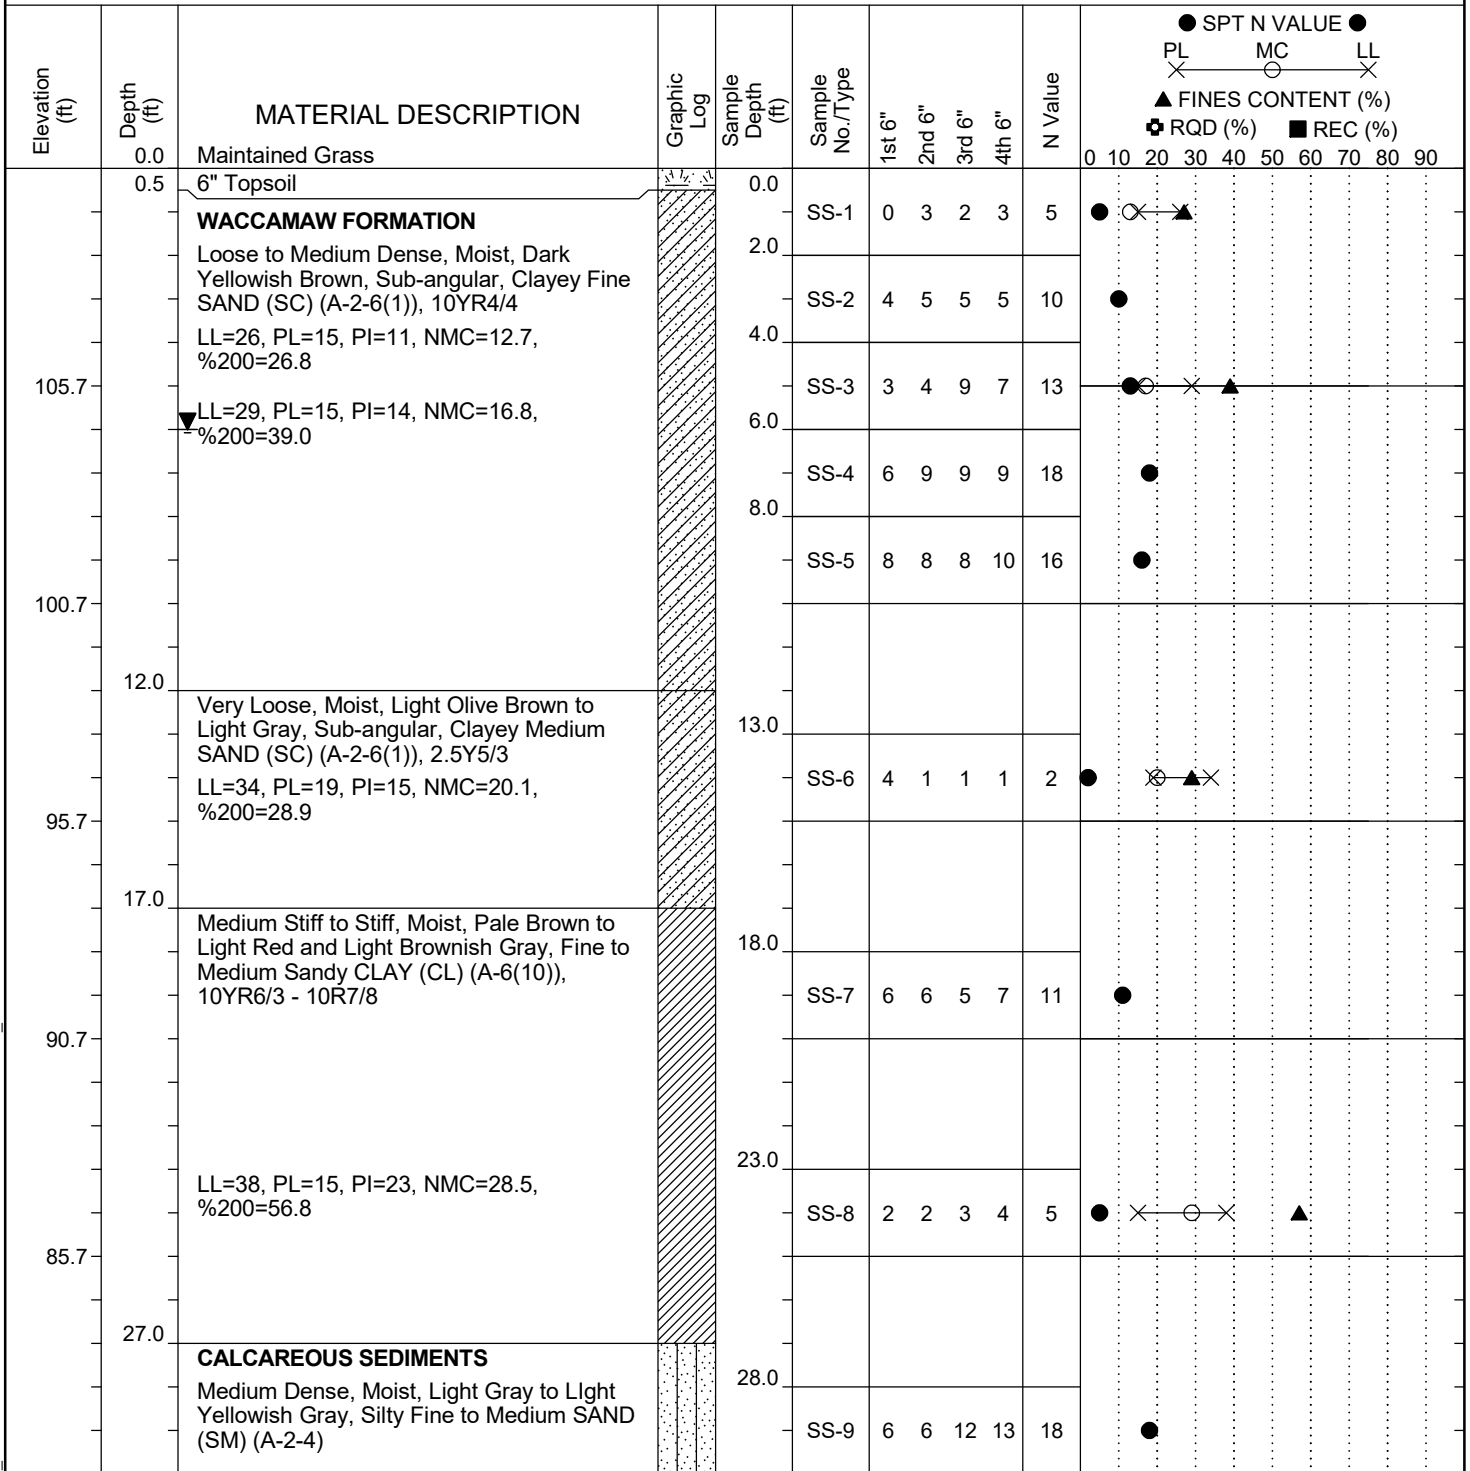 ● SPT N VALUE ●
PL MC LL
▲ FINES CONTENT (%)
RQD (%) ■ REC (%)
0 10 20 30 40 50 60 70 80 90
Elevation (ft)
Depth (ft)
MATERIAL DESCRIPTION
Graphic Log
Sample Depth (ft)
Sample No./Type
1st 6"
2nd 6"
3rd 6"
4th 6"
N Value
0.0 Maintained Grass
0.5 6" Topsoil 0.0
WACCAMAW FORMATION
SS-1 0 3 2 3 5
Loose to Medium Dense, Moist, Dark
Yellowish Brown, Sub-angular, Clayey Fine
SAND (SC) (A-2-6(1)), 10YR4/4
2.0
SS-2 4 5 5 5 10
LL=26, PL=15, PI=11, NMC=12.7,
%200=26.8
4.0
105.7
SS-3 3 4 9 7 13
LL=29, PL=15, PI=14, NMC=16.8,
%200=39.0
6.0
SS-4 6 9 9 9 18
8.0
SS-5 8 8 8 10 16
100.7
12.0
Very Loose, Moist, Light Olive Brown to
Light Gray, Sub-angular, Clayey Medium
SAND (SC) (A-2-6(1)), 2.5Y5/3
13.0
LL=34, PL=19, PI=15, NMC=20.1,
%200=28.9
SS-6 4 1 1 1 2
95.7
17.0
Medium Stiff to Stiff, Moist, Pale Brown to
Light Red and Light Brownish Gray, Fine to
Medium Sandy CLAY (CL) (A-6(10)),
10YR6/3 - 10R7/8
18.0
SS-7 6 6 5 7 11
90.7
23.0
LL=38, PL=15, PI=23, NMC=28.5,
%200=56.8
SS-8 2 2 3 4 5
85.7
27.0
CALCAREOUS SEDIMENTS
28.0
Medium Dense, Moist, Light Gray to LIght
Yellowish Gray, Silty Fine to Medium SAND
(SM) (A-2-4)
SS-9 6 6 12 13 18